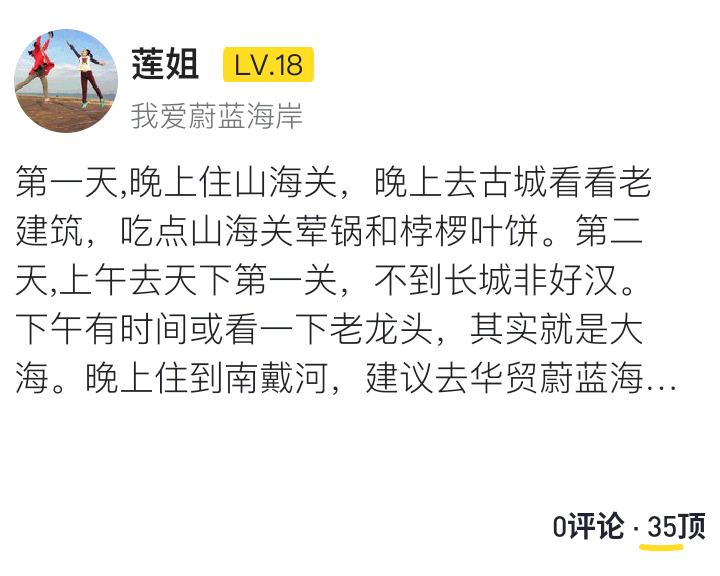 莲姐 LV.18
我爱蔚蓝海岸
第一天,晚上住山海关，晚上去古城看看老
建筑，吃点山海关荤锅和桲椤叶饼。第二
天,上午去天下第一关，不到长城非好汉。
下午有时间或看一下老龙头，其实就是大
海。晚上住到南戴河，建议去华贸蔚蓝海...
0评论 · 35顶